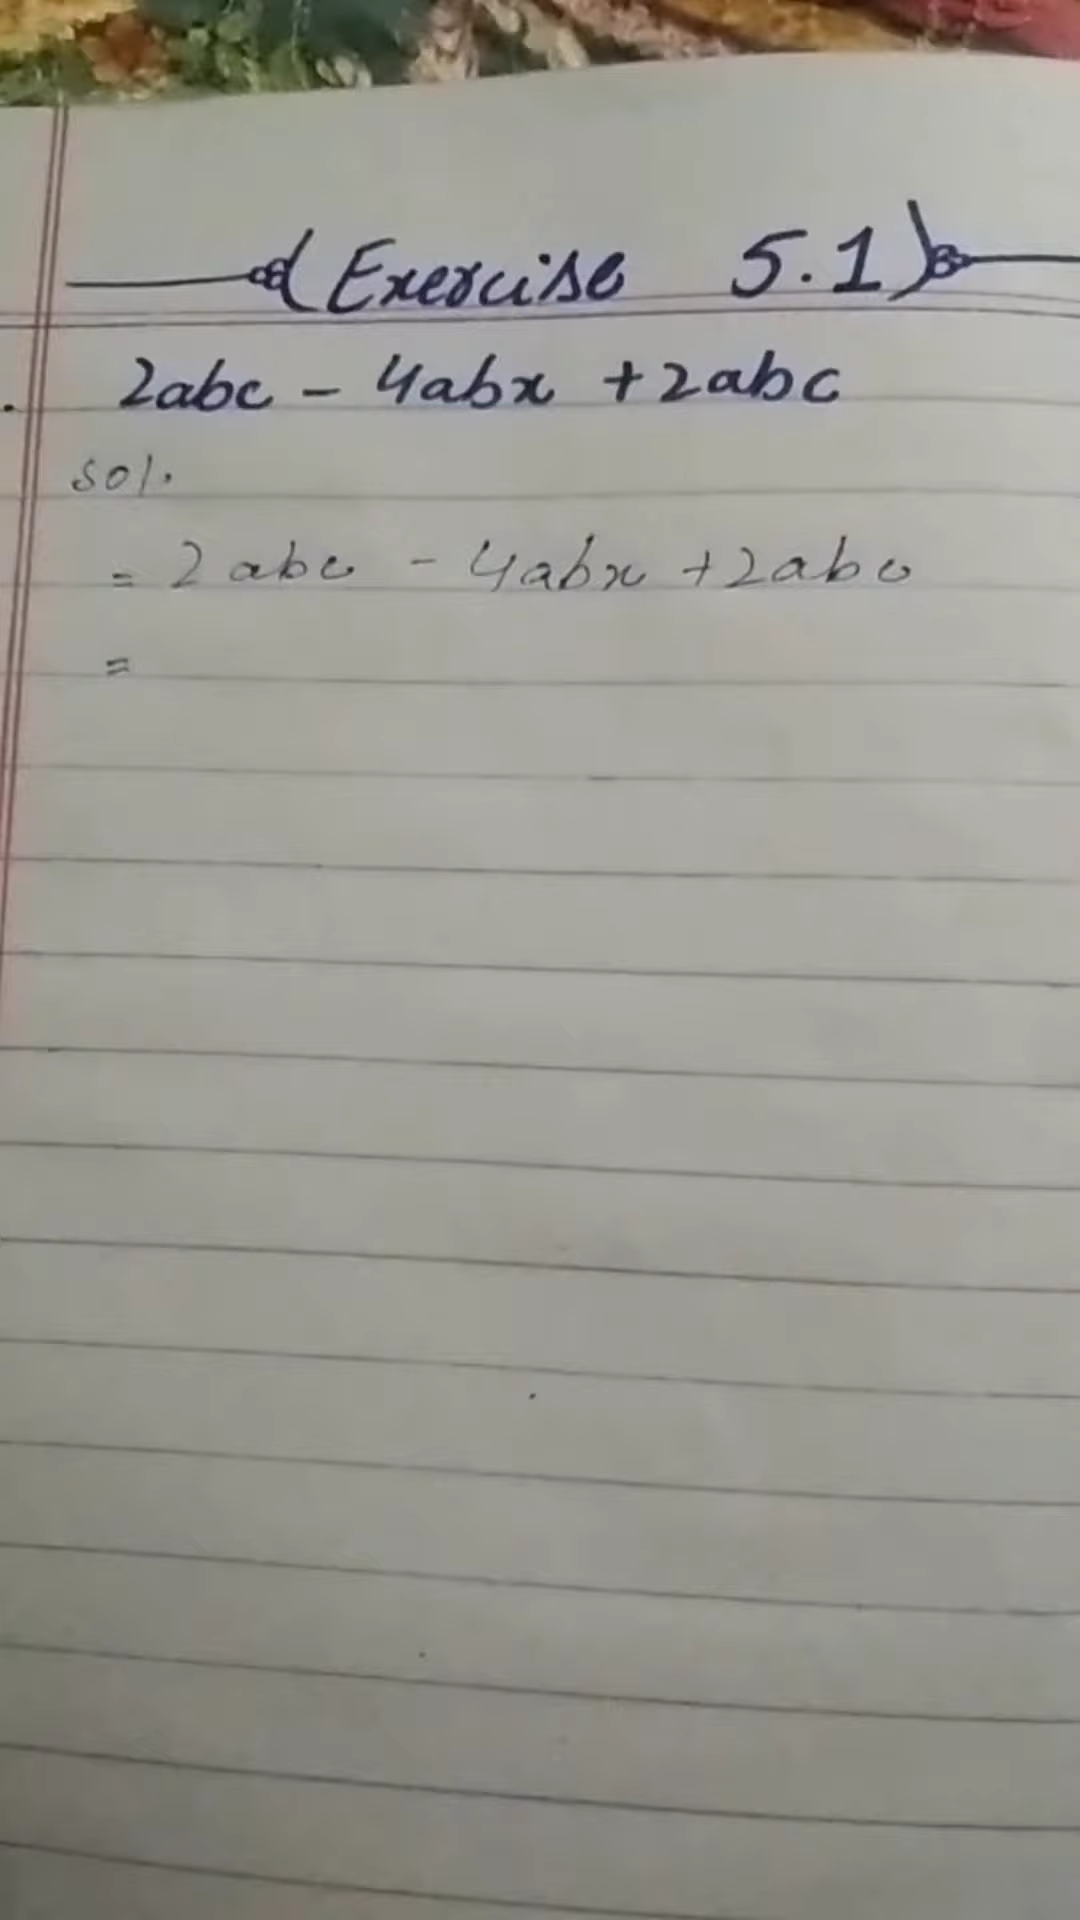 (Exercise 5.1)
2abc - 4abx + 2abc
Sol.
= 2abc - 4abx + 2abc
=